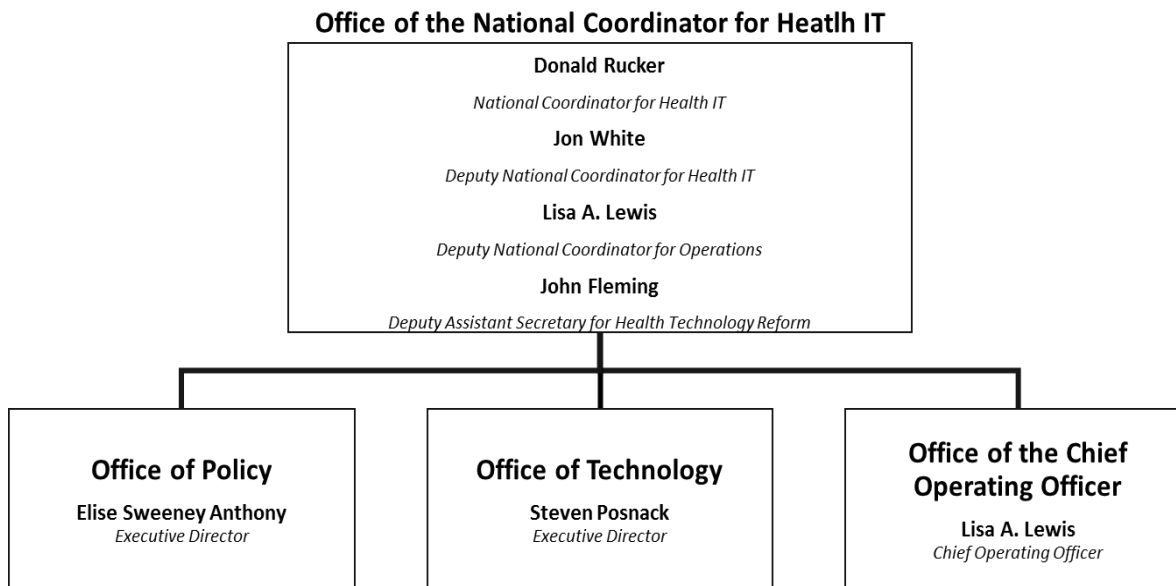 Office of the National Coordinator for Heatlh IT
Donald Rucker
National Coordinator for Health IT
Jon White
Deputy National Coordinator for Health IT
Lisa A. Lewis
Deputy National Coordinator for Operations
John Fleming
Deputy Assistant Secretary for Health Technology Reform
Office of Policy
Elise Sweeney Anthony
Executive Director
Office of Technology
Steven Posnack
Executive Director
Office of the Chief
Operating Officer
Lisa A. Lewis
Chief Operating Officer